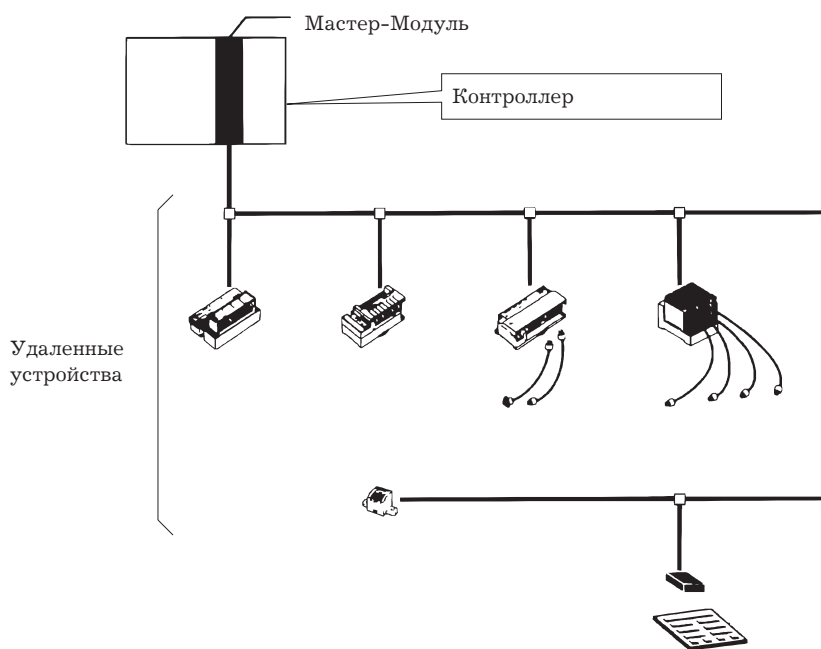 Мастер-Модуль
Контроллер
Удаленные
устройства